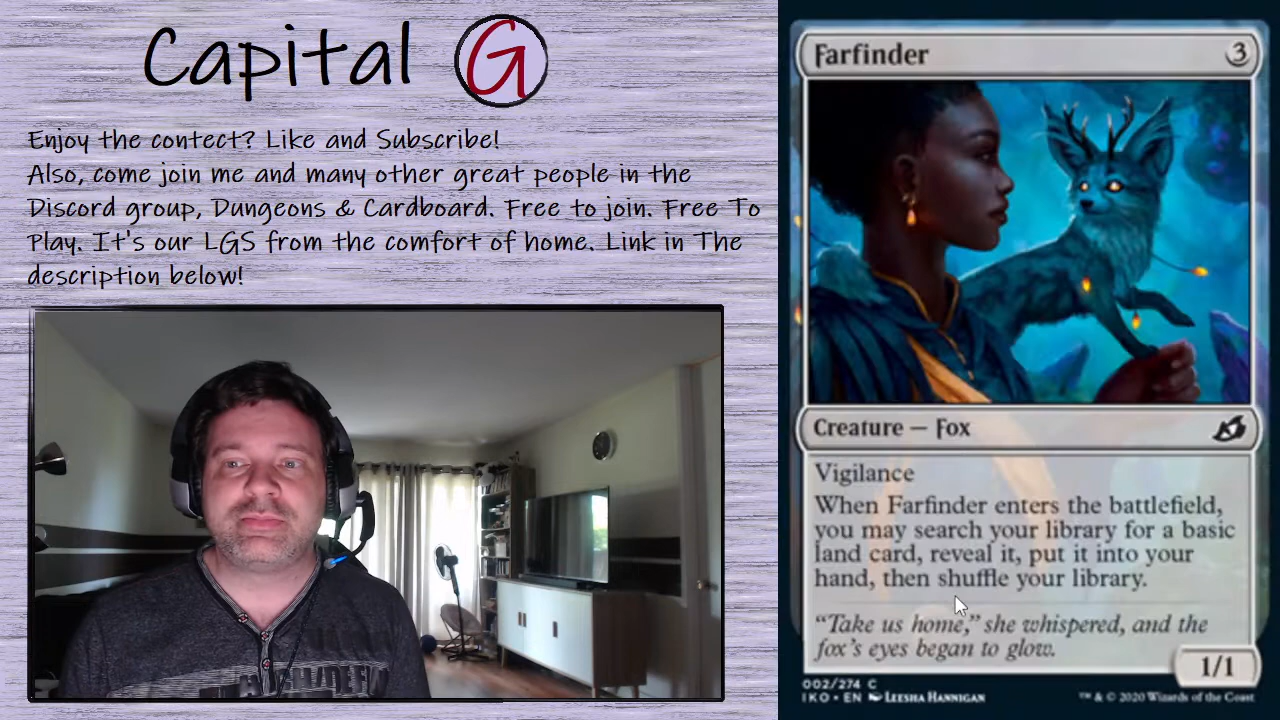 Capital G
Enjoy the contect? Like and Subscribe!
Also, come join me and many other great people in the
Discord group, Dungeons & Cardboard. Free to join. Free To
Play. It's our LGS from the comfort of home. Link in The
description below!
Farfinder 3
Creature — Fox
Vigilance
When Farfinder enters the battlefield,
you may search your library for a basic
land card, reveal it, put it into your
hand, then shuffle your library.
“Take us home,” she whispered, and the
fox's eyes began to glow.
1/1
002/274 C
IKO • EN LEESHA HANNIGAN
™ & © 2020 Wizards of the Coast